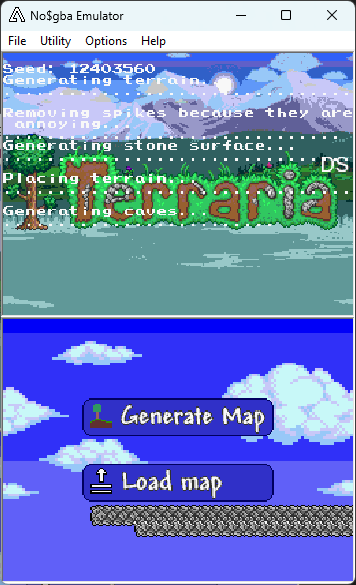 No$gba Emulator
File Utility Options Help
Seed: 12403560
Generating terrain...
Removing spikes because they are
annoying...
Generating stone surface...
DS
Terraria
Placing terrain...
Generating caves...
Generate Map
Load map